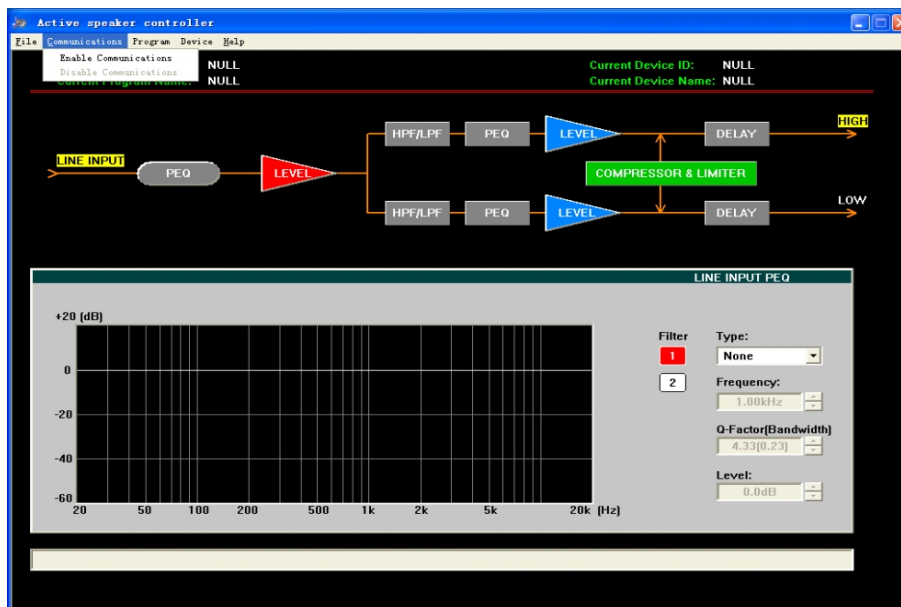 Active speaker controller
File Communications Program Device Help
Enable Communications
Disable Communications
NULL
Current Program Name: NULL
Current Device ID: NULL
Current Device Name: NULL
HIGH
HPF/LPF PEQ LEVEL DELAY
LINE INPUT
PEQ LEVEL COMPRESSOR & LIMITER
LOW
HPF/LPF PEQ LEVEL DELAY
LINE INPUT PEQ
+20 (dB)
0
-20
-40
-60
20 50 100 200 500 1k 2k 5k 20k (Hz)
Filter
1
2
Type:
None
Frequency:
1.00kHz
Q-Factor(Bandwidth)
4.33(0.23)
Level:
0.0dB